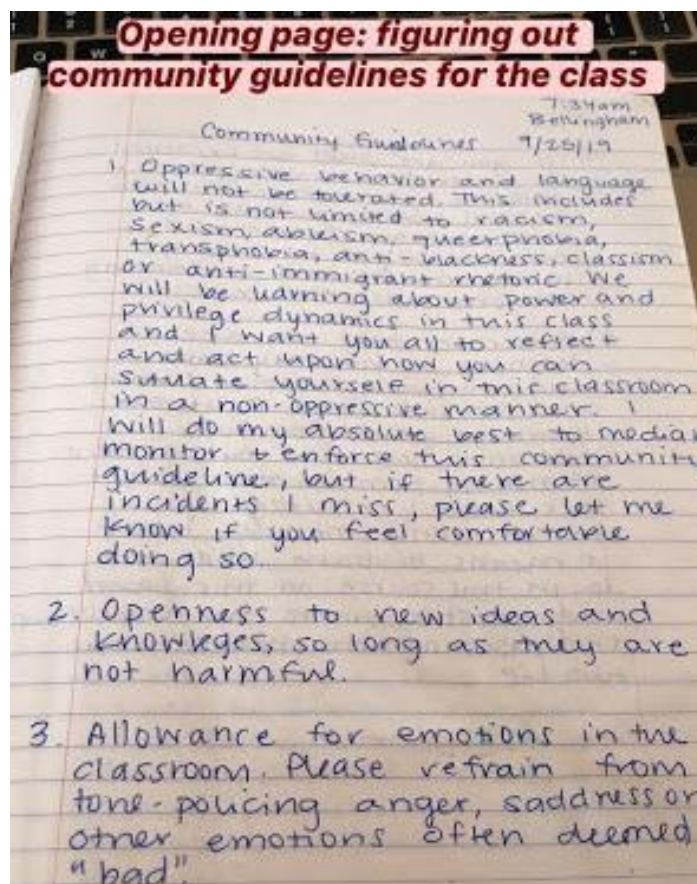 Opening page: figuring out
community guidelines for the class
7:34am
Bellingham
Community Guidelines 9/25/19
1. Oppressive behavior and language
will not be tolerated. This includes
but is not limited to racism,
sexism, ableism, queerphobia,
transphobia, anti-blackness, classism
or anti-immigrant rhetoric. We
will be learning about power and
privilege dynamics in this class
and I want you all to reflect
and act upon how you can
situate yourself in this classroom
in a non-oppressive manner. I
will do my absolute best to mediat
monitor & enforce this communit
guideline, but if there are
incidents I miss, please let me
know if you feel comfortable
doing so.
2. Openness to new ideas and
knowleges, so long as they are
not harmful.
3. Allowance for emotions in the
classroom. Please refrain from
tone-policing anger, saddness or
other emotions often deemed
"bad".